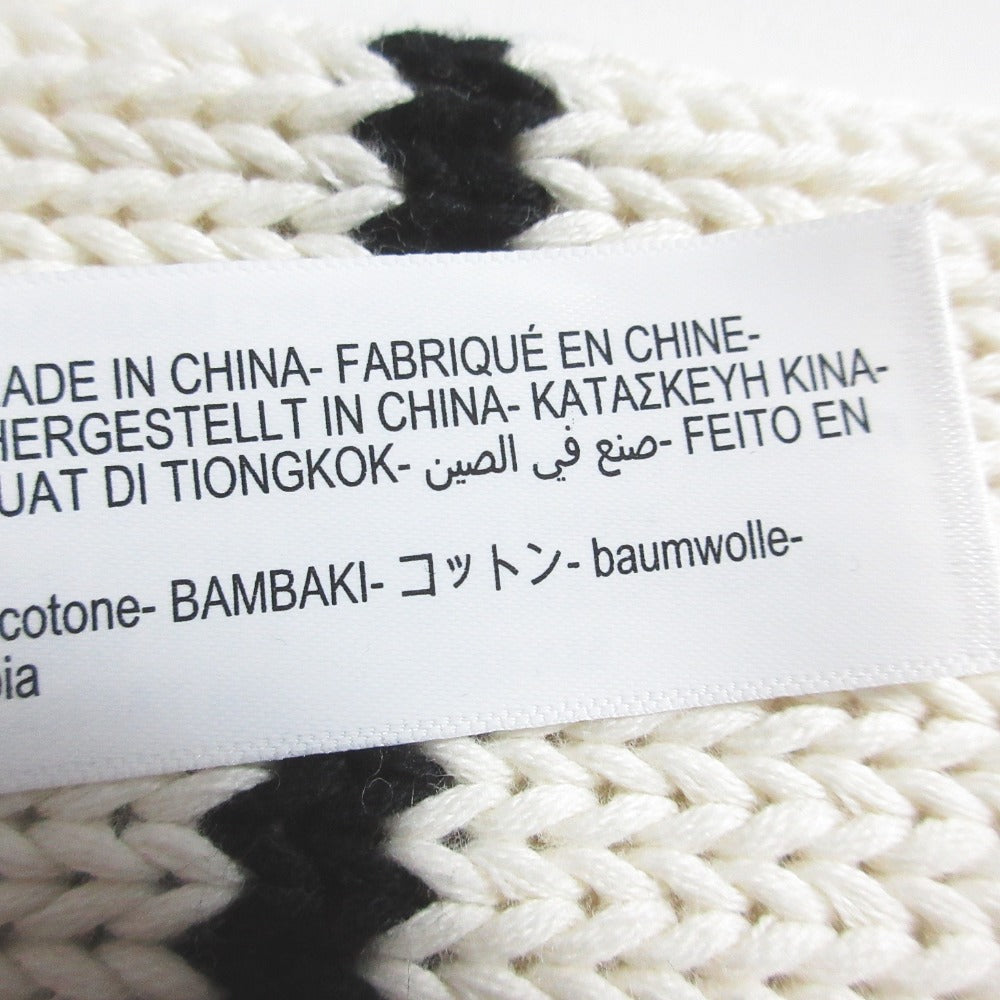 ADE IN CHINA- FABRIQUÉ EN CHINE-
HERGESTELLT IN CHINA- ΚΑΤΑΣΚΕΥΗ ΚΙΝΑ-
UAT DI TIONGKOK- صنع في الصين- FEITO EN
cotone- BAMBAKI- コットン- baumwolle-
ia